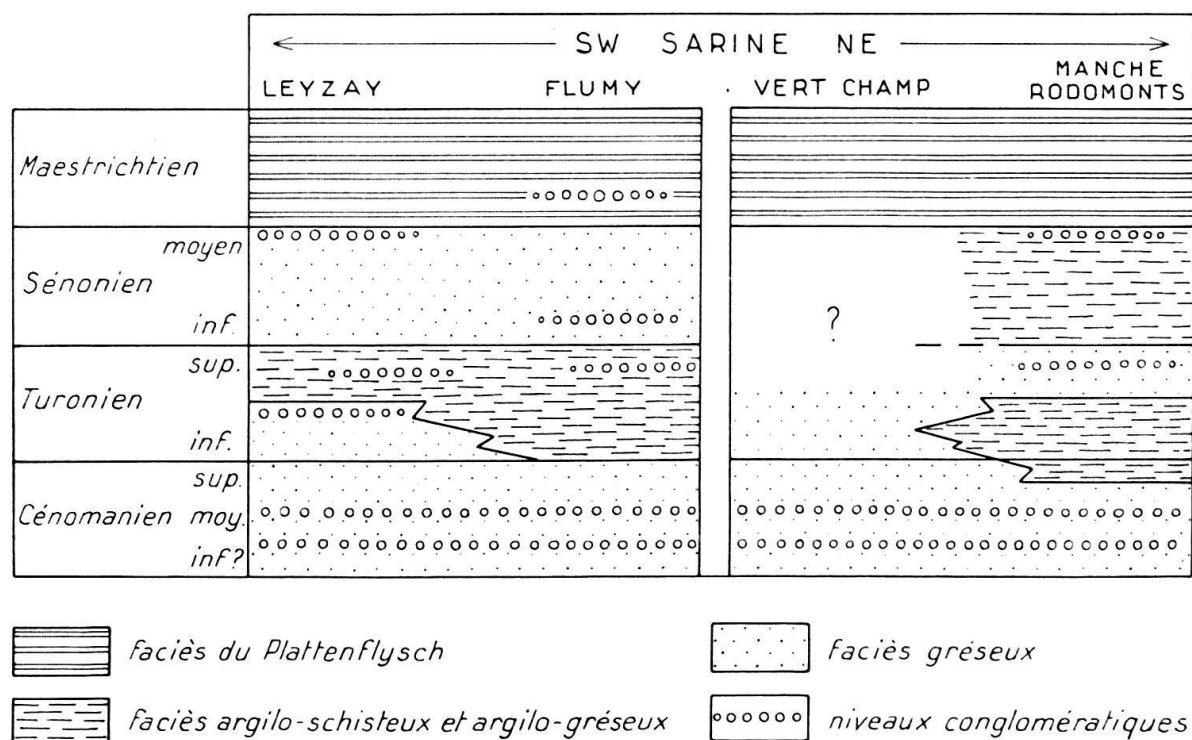 SW SARINE NE
LEYZAY FLUMY VERT CHAMP MANCHE
RODOMONTS
Maestrichtien
moyen
Sénonien
?
inf.
sup.
Turonien
inf.
sup.
Cénomanien moy.
inf?
faciès du Plattenflysch
faciès gréseux
faciès argilo-schisteux et argilo-gréseux
niveaux conglomératiques